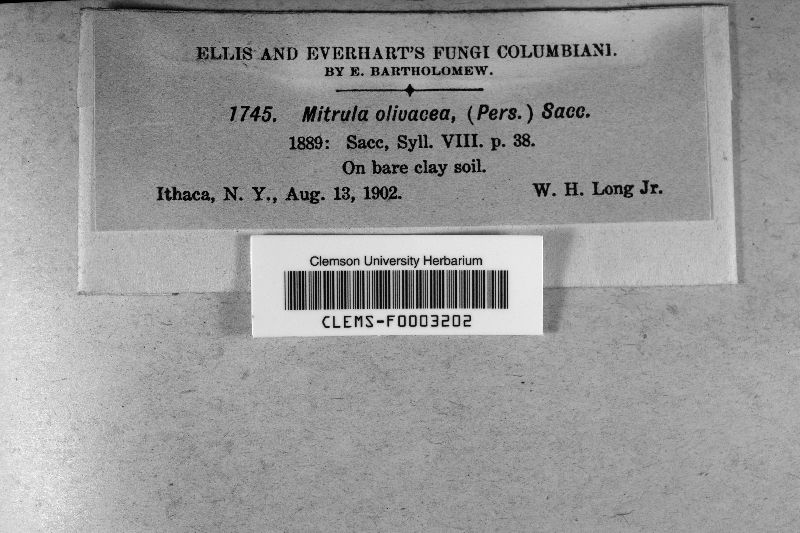 ELLIS AND EVERHART'S FUNGI COLUMBIANI.
BY E. BARTHOLOMEW.
1745. Mitrula olivacea, (Pers.) Sacc.
1889: Sacc, Syll. VIII. p. 38.
On bare clay soil.
Ithaca, N. Y., Aug. 13, 1902. W. H. Long Jr.
Clemson University Herbarium
CLEMS-F0003202